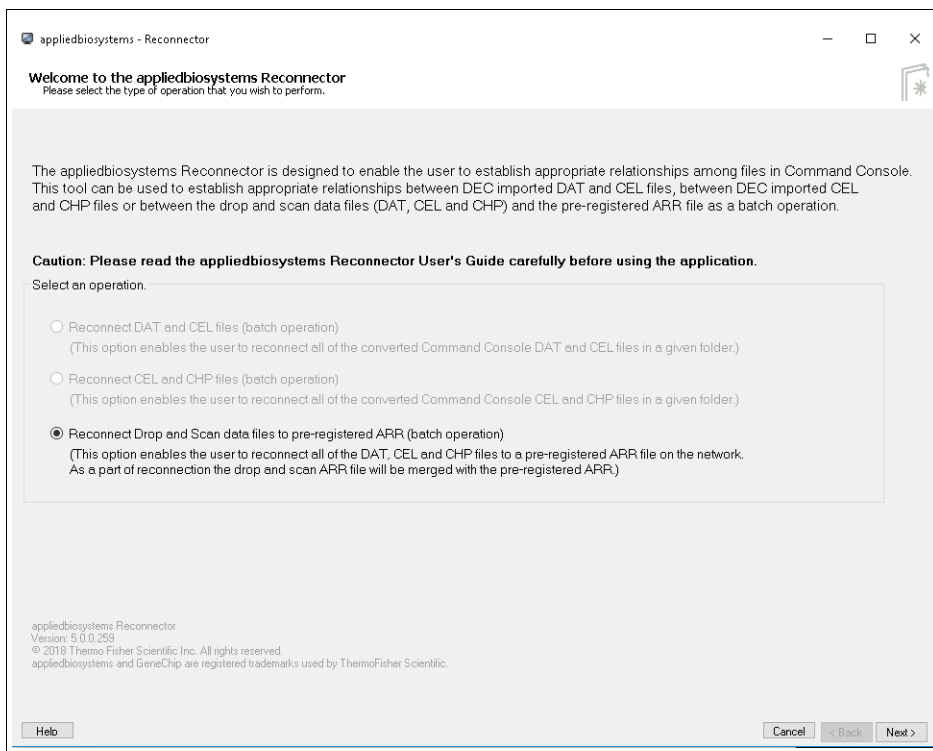 appliedbiosystems - Reconnector
Welcome to the appliedbiosystems Reconnector
Please select the type of operation that you wish to perform.
The appliedbiosystems Reconnector is designed to enable the user to establish appropriate relationships among files in Command Console.
This tool can be used to establish appropriate relationships between DEC imported DAT and CEL files, between DEC imported CEL
and CHP files or between the drop and scan data files (DAT, CEL and CHP) and the pre-registered ARR file as a batch operation.
Caution: Please read the appliedbiosystems Reconnector User's Guide carefully before using the application.
Select an operation.
Reconnect DAT and CEL files (batch operation)
(This option enables the user to reconnect all of the converted Command Console DAT and CEL files in a given folder.)
Reconnect CEL and CHP files (batch operation)
(This option enables the user to reconnect all of the converted Command Console CEL and CHP files in a given folder.)
Reconnect Drop and Scan data files to pre-registered ARR (batch operation)
(This option enables the user to reconnect all of the DAT, CEL and CHP files to a pre-registered ARR file on the network.
As a part of reconnection the drop and scan ARR file will be merged with the pre-registered ARR.)
appliedbiosystems Reconnector
Version: 5.0.0.259
© 2018 Thermo Fisher Scientific Inc. All rights reserved.
appliedbiosystems and GeneChip are registered trademarks used by ThermoFisher Scientific.
Help
Cancel
< Back
Next >